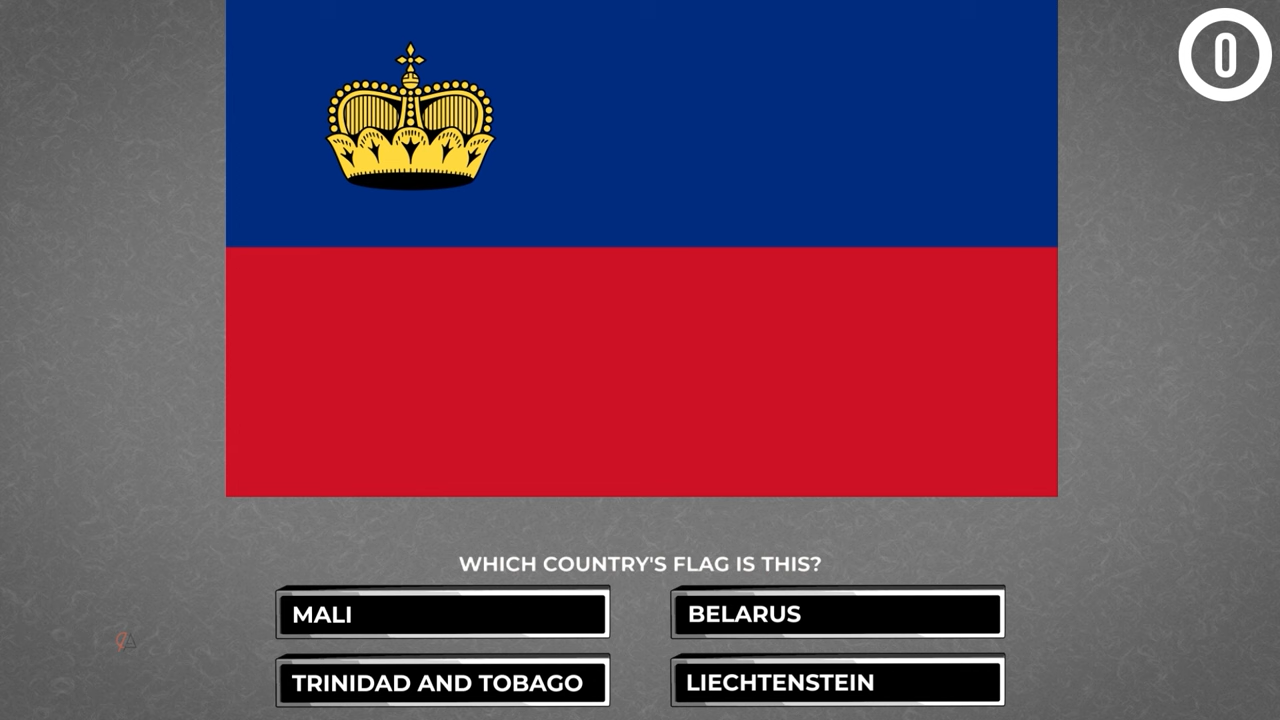 0
WHICH COUNTRY'S FLAG IS THIS?
MALI
BELARUS
TRINIDAD AND TOBAGO
LIECHTENSTEIN